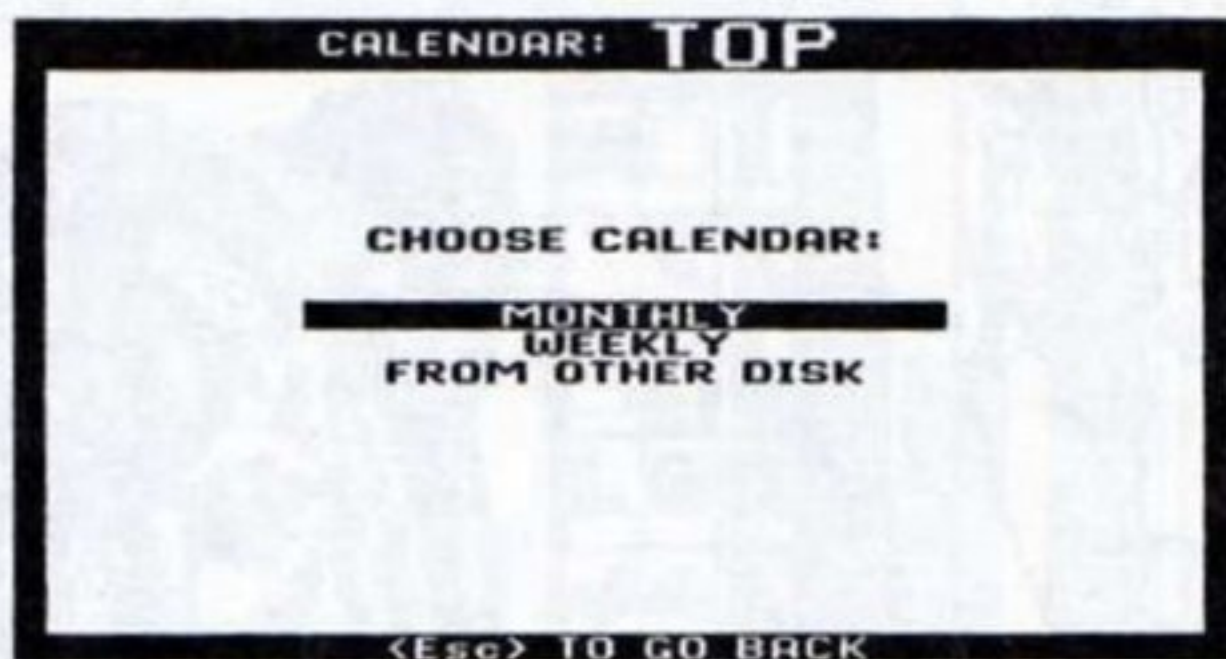 CALENDAR: TOP
CHOOSE CALENDAR:
MONTHLY
WEEKLY
FROM OTHER DISK
<Esc> TO GO BACK